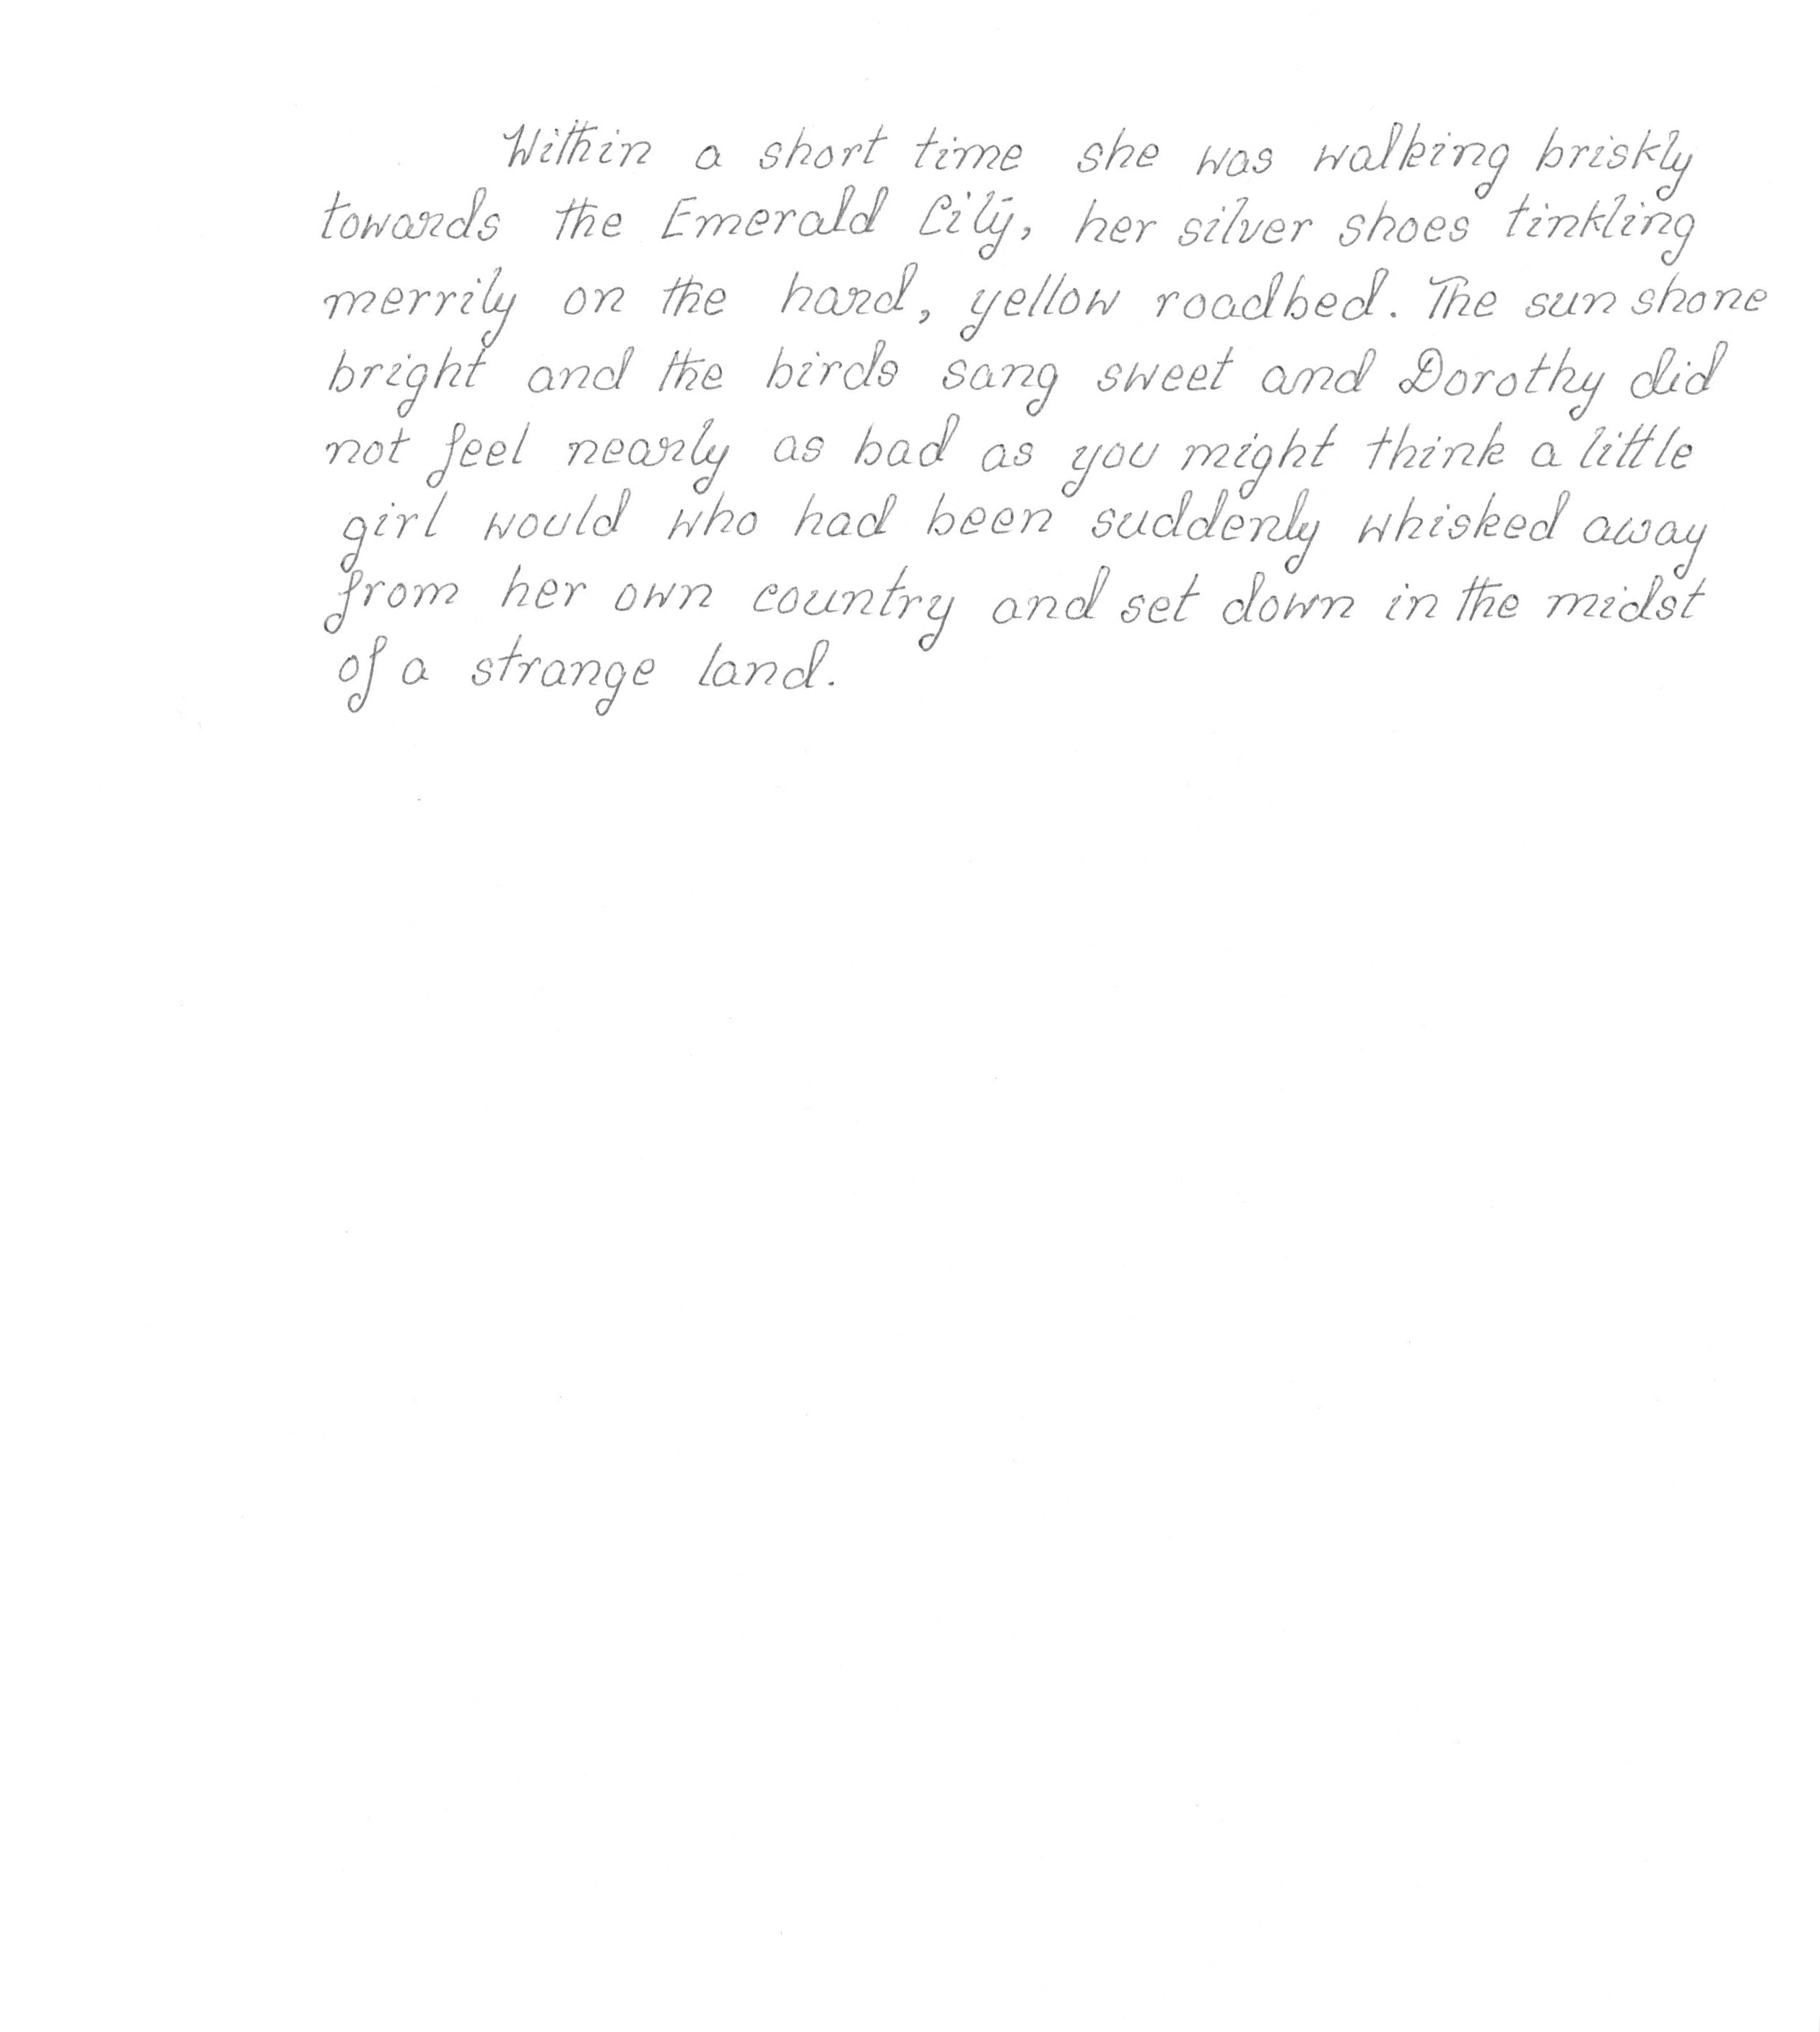 Within a short time she was walking briskly
towards the Emerald City, her silver shoes tinkling
merrily on the hard, yellow roadbed. The sun shone
bright and the birds sang sweet and Dorothy did
not feel nearly as bad as you might think a little
girl would who had been suddenly whisked away
from her own country and set down in the midst
of a strange land.